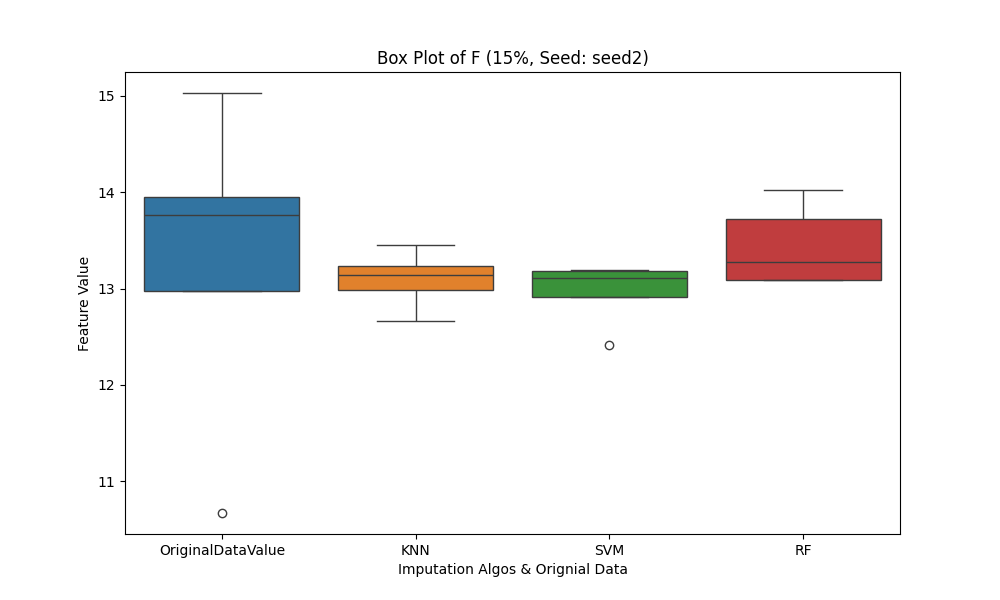 Box Plot of F (15%, Seed: seed2)
15
14
13
12
11
Feature Value
OriginalDataValue
KNN
SVM
RF
Imputation Algos & Orignial Data